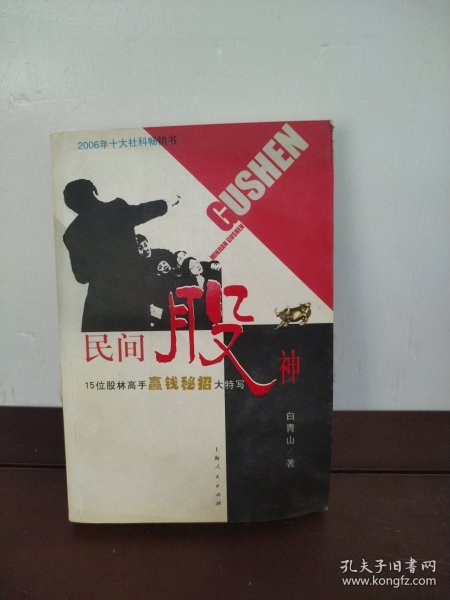 2006年十大社科畅销书
GUSHEN
MINJIAN GUSHEN
民间股神
15位股林高手赢钱秘招大特写
白青山 著
上海人民出版社
孔夫子旧书网
www.kongfz.com